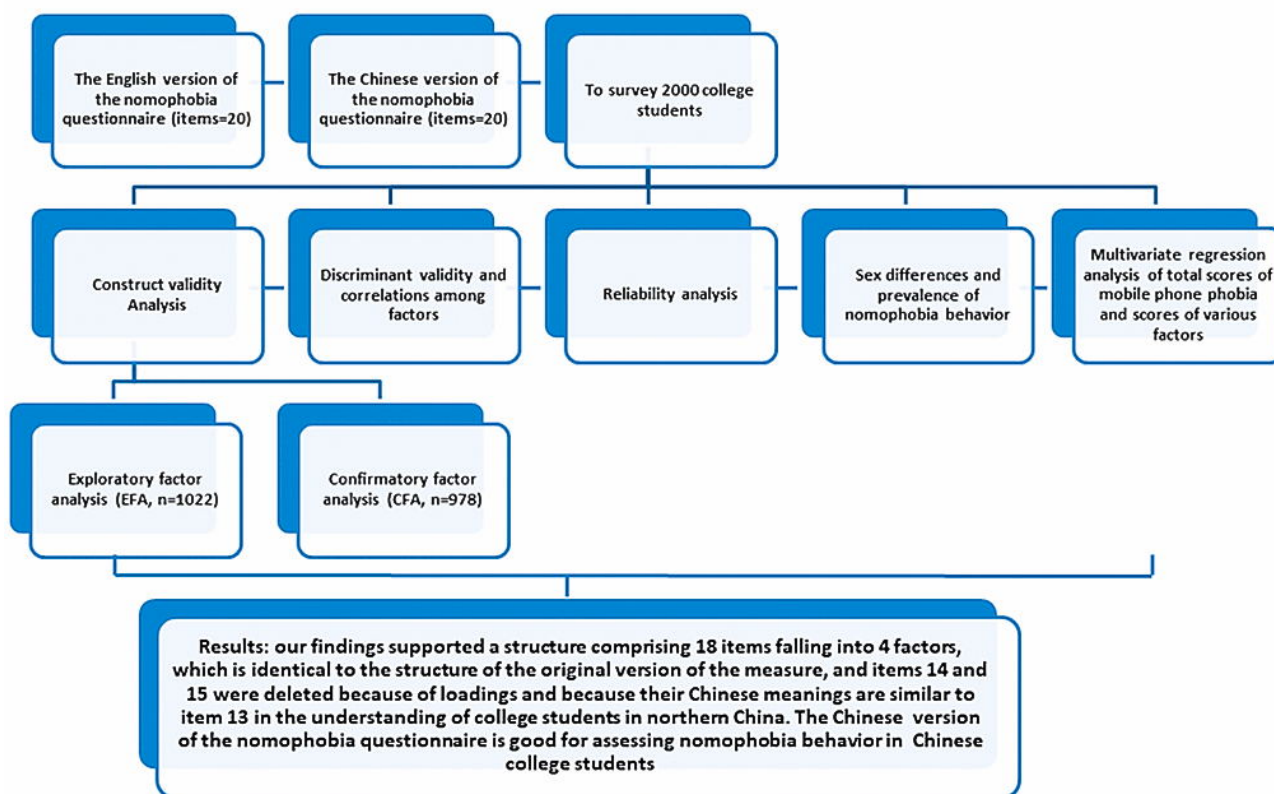 The English version of
the nomophobia
questionnaire (items=20)
The Chinese version of
the nomophobia
questionnaire (items=20)
To survey 2000 college
students
Construct validity
Analysis
Discriminant validity and
correlations among
factors
Reliability analysis
Sex differences and
prevalence of
nomophobia behavior
Multivariate regression
analysis of total scores of
mobile phone phobia
and scores of various
factors
Exploratory factor
analysis (EFA, n=1022)
Confirmatory factor
analysis (CFA, n=978)
Results: our findings supported a structure comprising 18 items falling into 4 factors,
which is identical to the structure of the original version of the measure, and items 14 and
15 were deleted because of loadings and because their Chinese meanings are similar to
item 13 in the understanding of college students in northern China. The Chinese version
of the nomophobia questionnaire is good for assessing nomophobia behavior in Chinese
college students